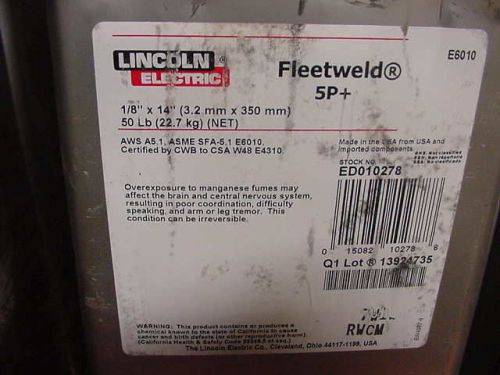 E6010
LINCOLN ®
ELECTRIC
Fleetweld®
5P+
1/8" x 14" (3.2 mm x 350 mm)
50 Lb (22.7 kg) (NET)
AWS A5.1, ASME SFA-5.1 E6010.
Certified by CWB to CSA W48 E4310.
Made in the USA from USA and
imported components.
STOCK NO.
ED010278
Overexposure to manganese fumes may
affect the brain and central nervous system,
resulting in poor coordination, difficulty
speaking, and arm or leg tremor. This
condition can be irreversible.
0 15082 10278 8
Q1 Lot ® 13924735
RWCM
WARNING: This product contains or produces a
chemical known to the state of California to cause
cancer and birth defects (or other reproductive harm).
(California Health & Safety Code
The Lincoln Electric Co., Cleveland, Ohio 44117-1199, USA